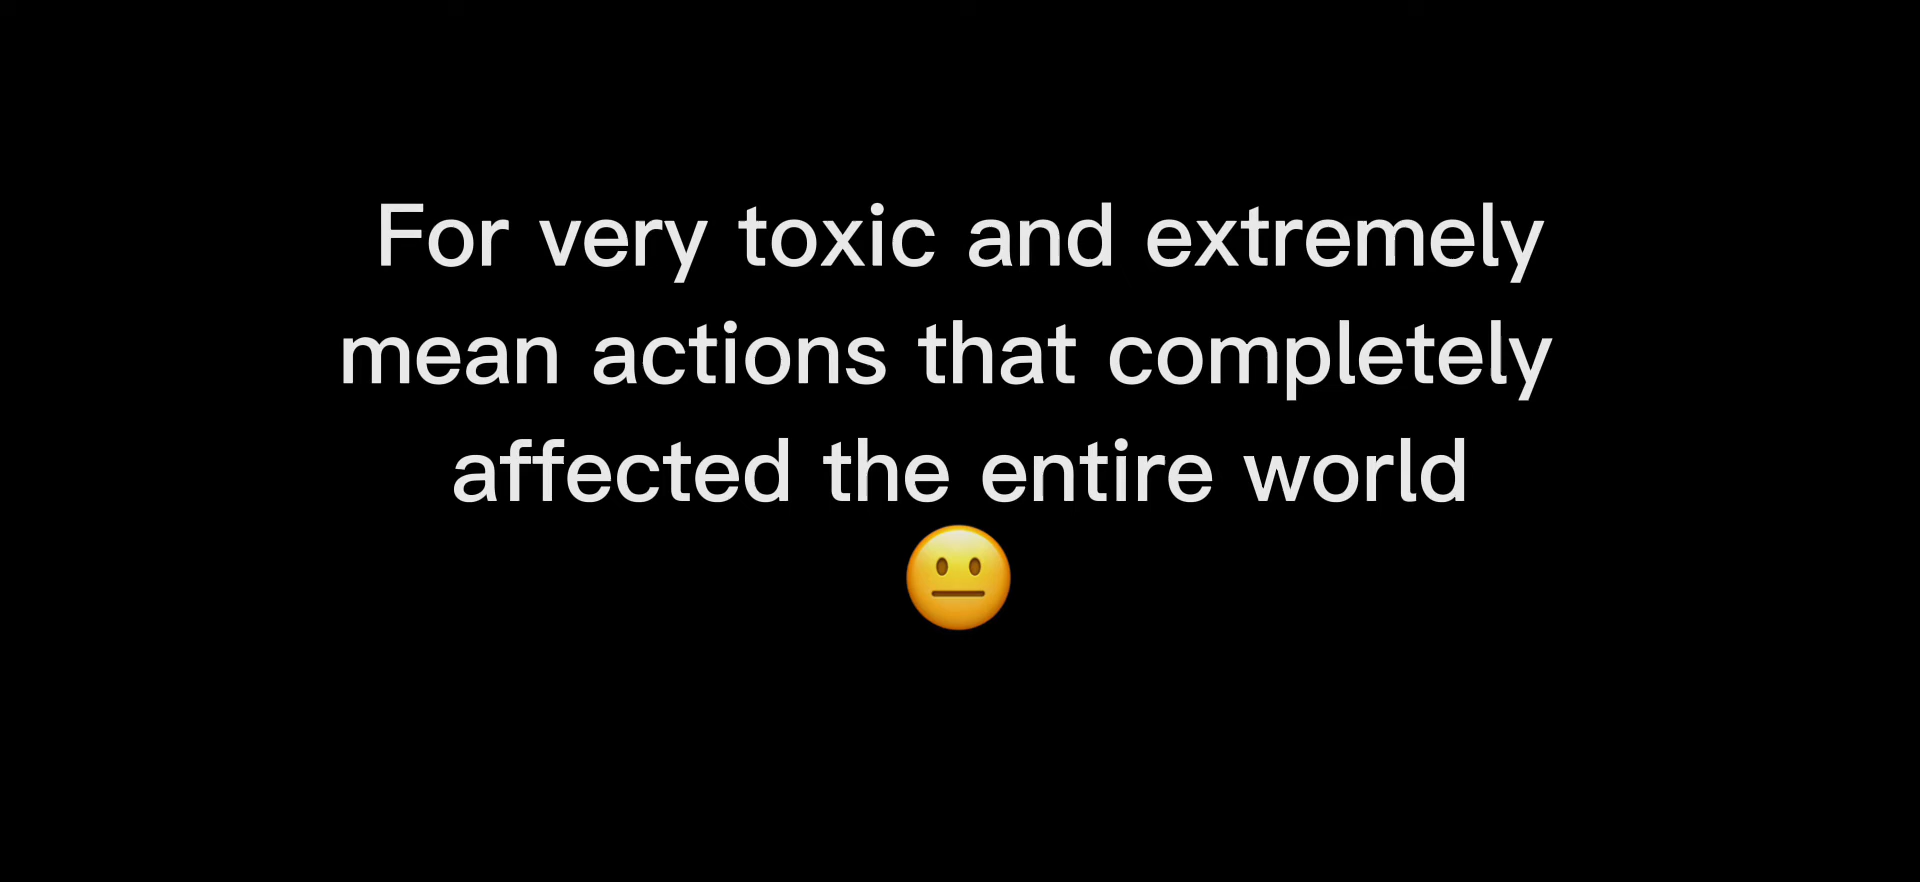 For very toxic and extremely
mean actions that completely
affected the entire world
😐